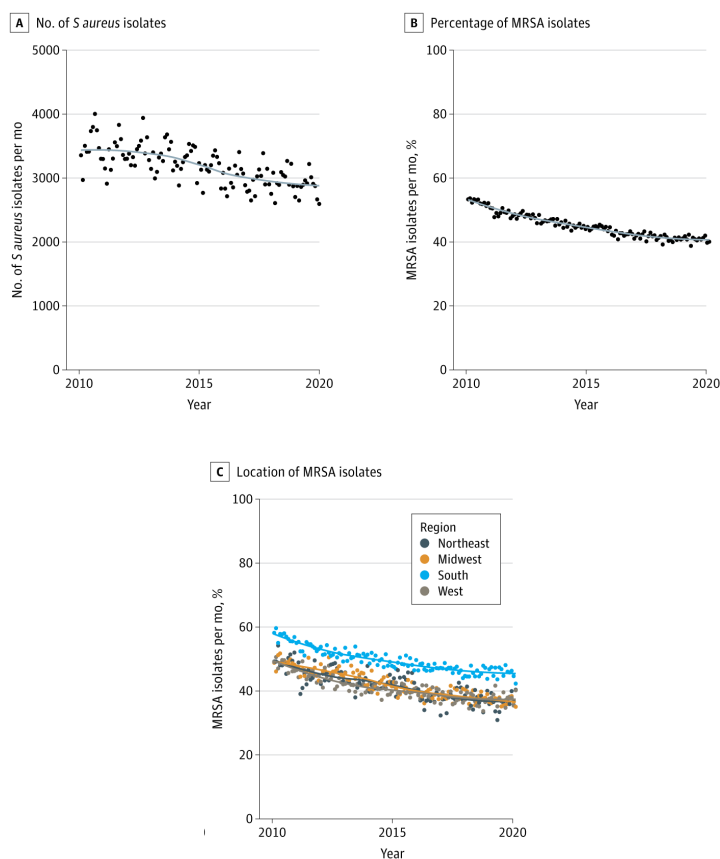 A No. of S aureus isolates
5000
4000
3000
2000
1000
0
No. of S aureus isolates per mo
2010 2015 2020
Year
B Percentage of MRSA isolates
100
80
60
40
20
0
MRSA isolates per mo, %
2010 2015 2020
Year
C Location of MRSA isolates
100
80
60
40
20
0
MRSA isolates per mo, %
Region
Northeast
Midwest
South
West
2010 2015 2020
Year